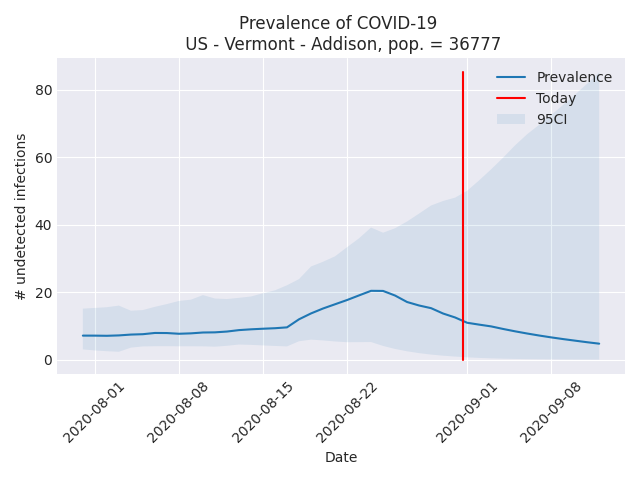 Prevalence of COVID-19
US - Vermont - Addison, pop. = 36777
# undetected infections
80
60
40
20
0
Prevalence
Today
95CI
2020-08-01
2020-08-08
2020-08-15
2020-08-22
2020-09-01
2020-09-08
Date